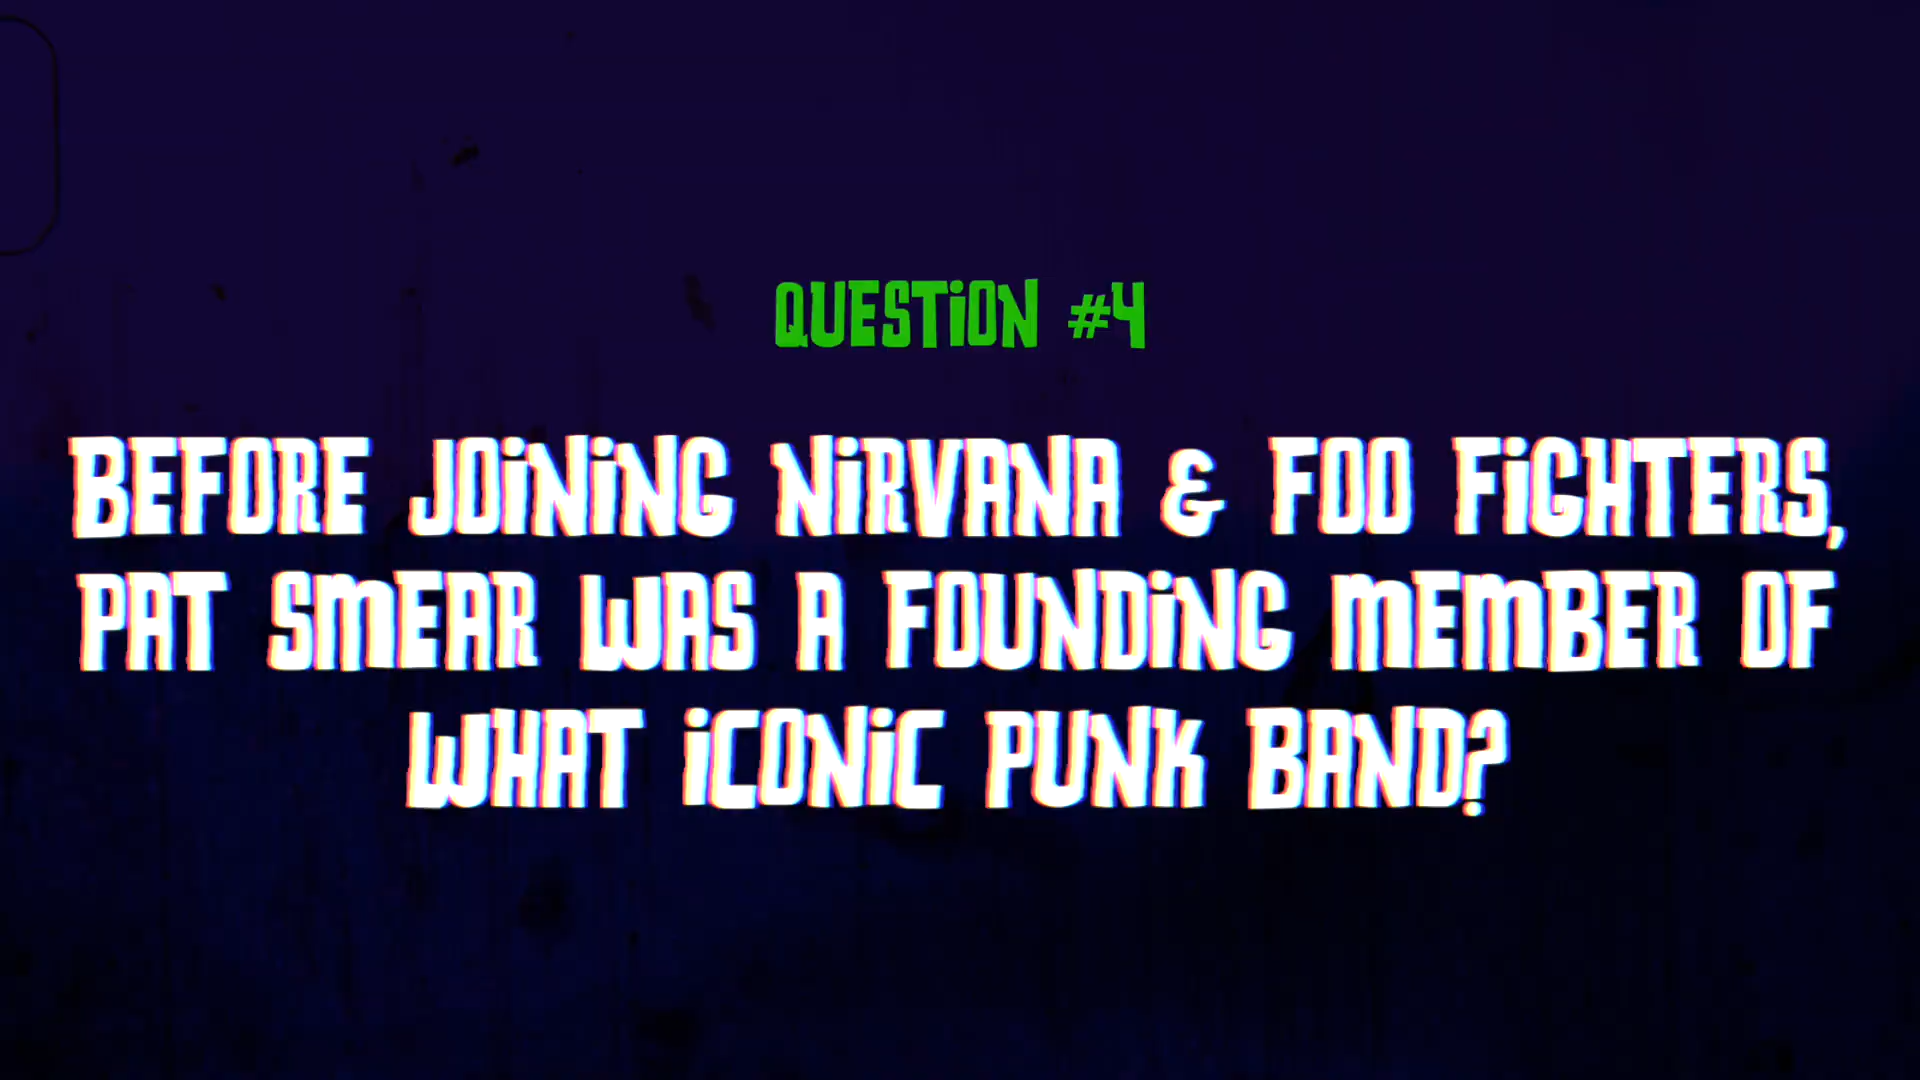 QUESTION #4
BEFORE JOINING NIRVANA & FOO FIGHTERS,
PAT SMEAR WAS A FOUNDING MEMBER OF
WHAT ICONIC PUNK BAND?